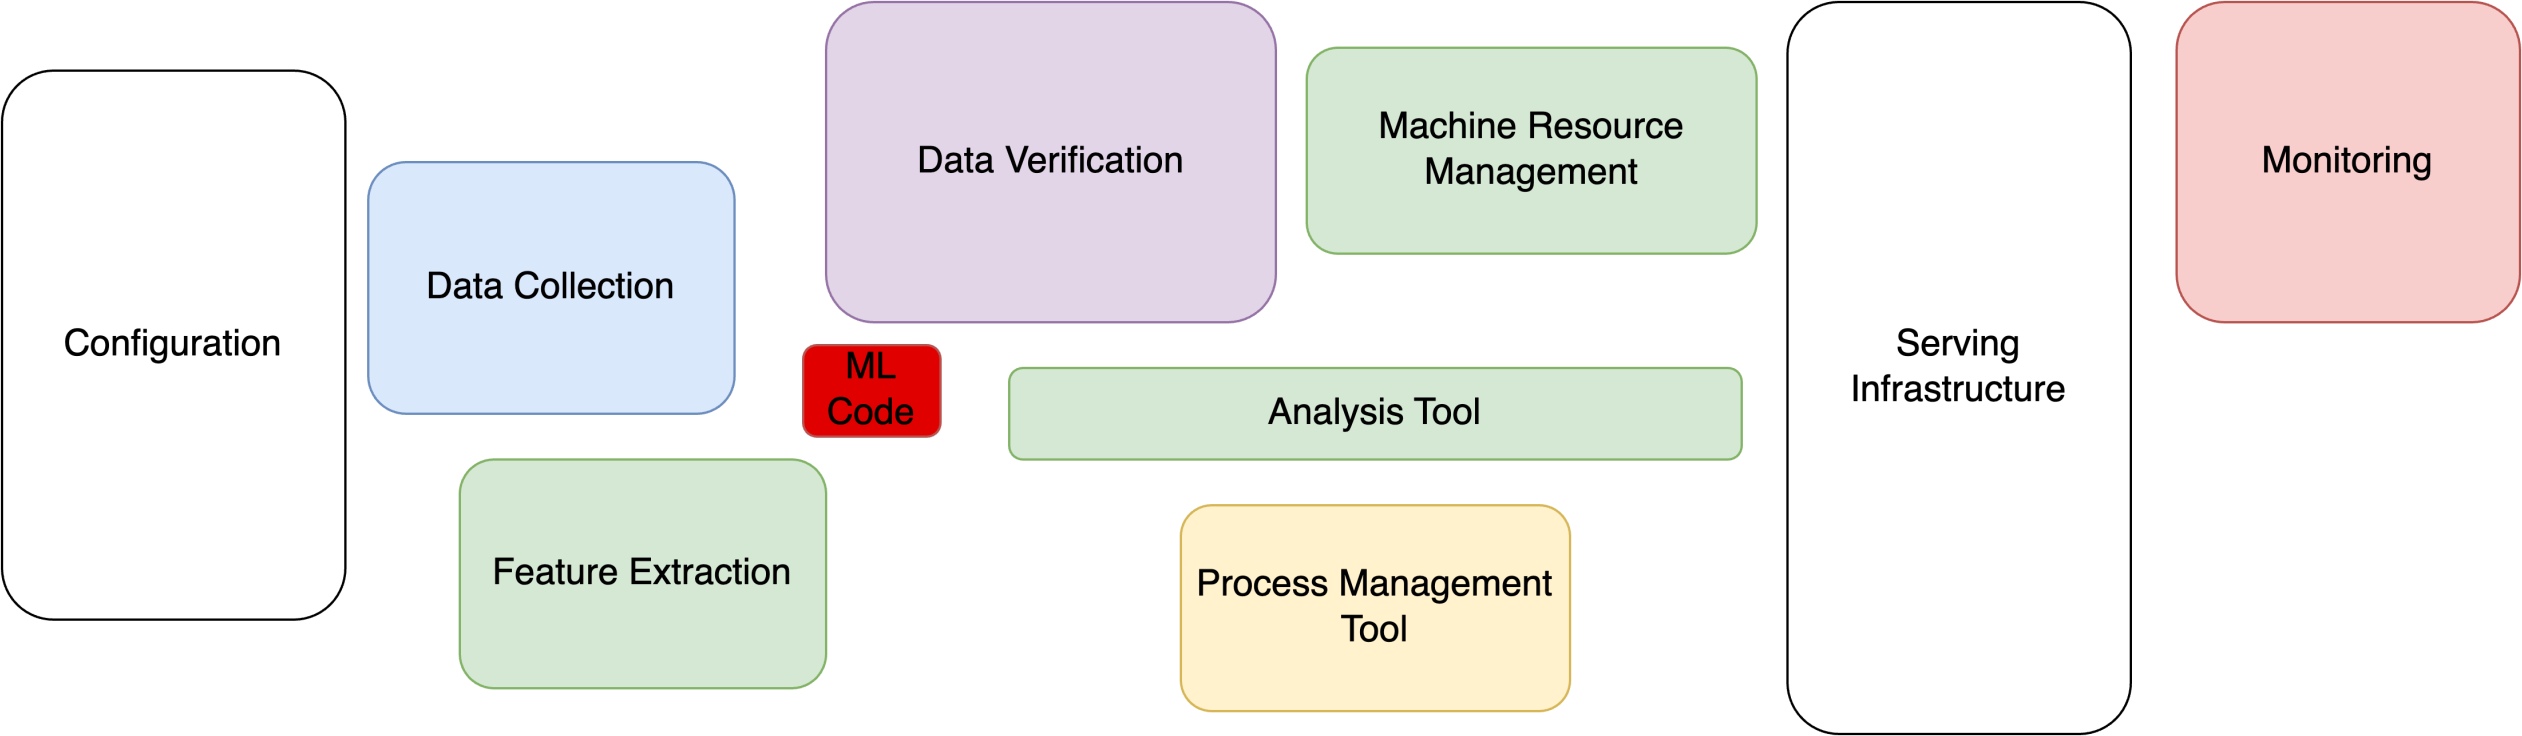 Configuration
Data Collection
Feature Extraction
ML
Code
Data Verification
Machine Resource
Management
Analysis Tool
Process Management
Tool
Serving
Infrastructure
Monitoring